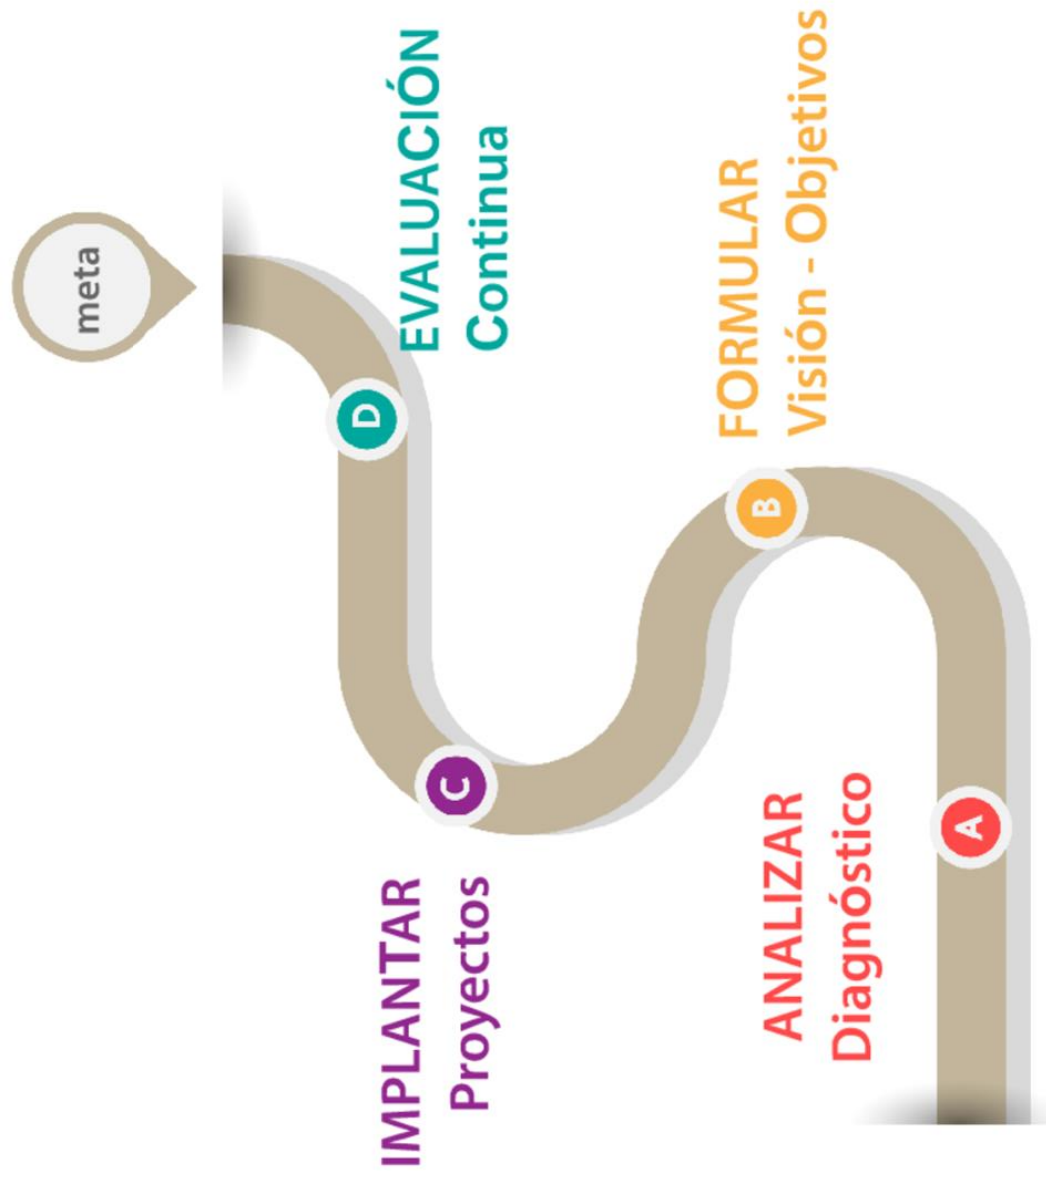 meta
D
EVALUACIÓN
Continua
C
IMPLANTAR
Proyectos
B
FORMULAR
Visión - Objetivos
A
ANALIZAR
Diagnóstico